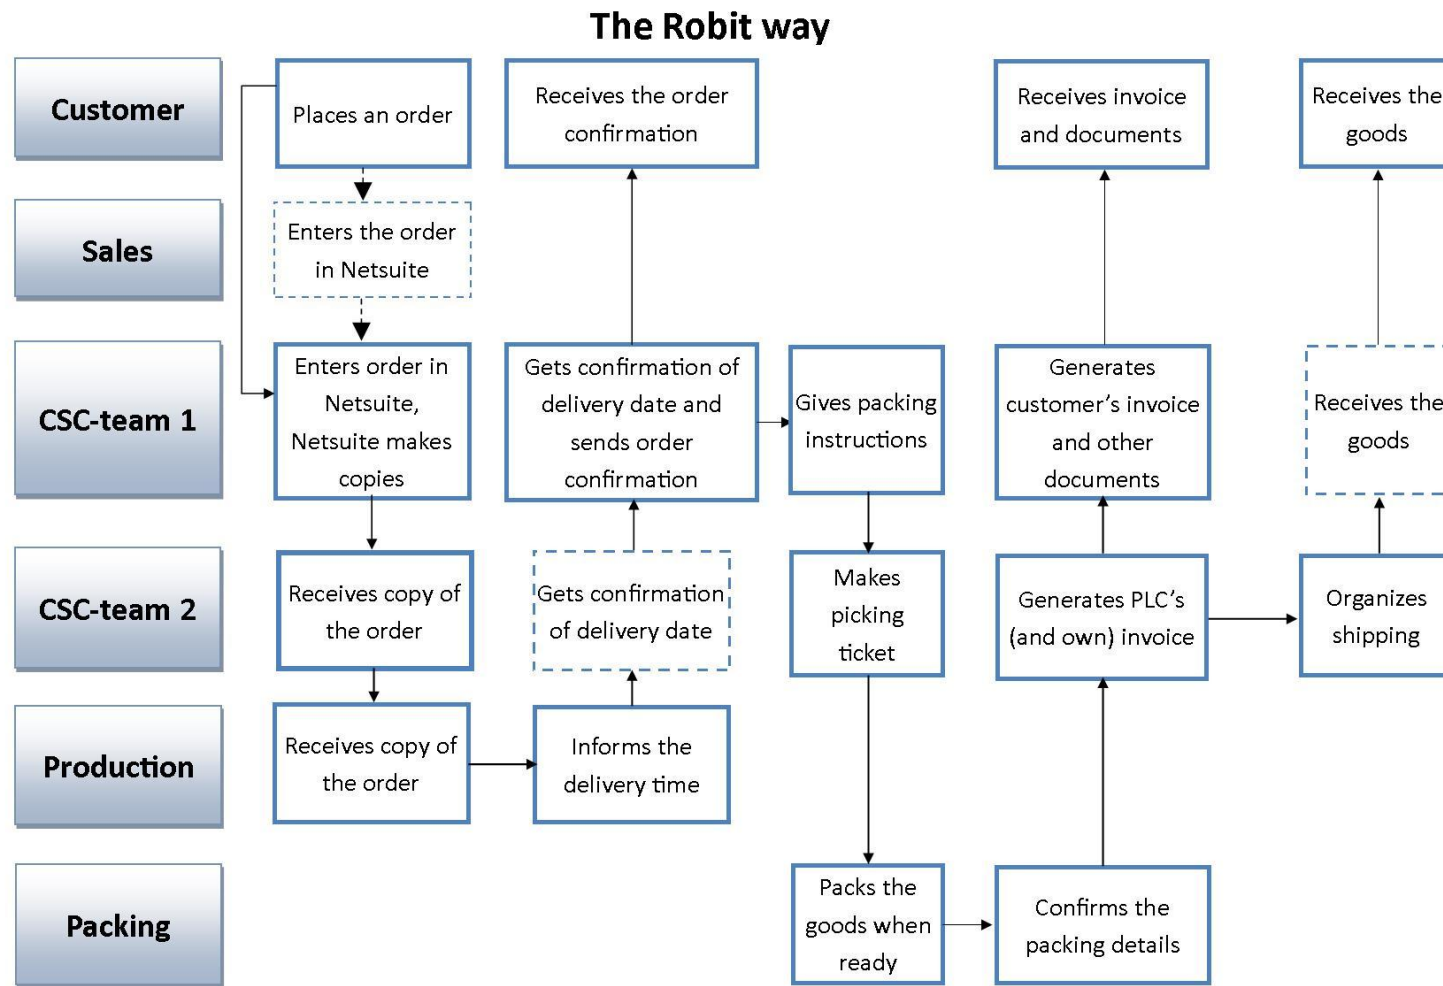 The Robit way
Customer
Places an order
Receives the order
confirmation
Receives invoice
and documents
Receives the
goods
Sales
Enters the order
in Netsuite
CSC-team 1
Enters order in
Netsuite,
Netsuite makes
copies
Gets confirmation of
delivery date and
sends order
confirmation
Gives packing
instructions
Generates
customer’s invoice
and other
documents
Receives the
goods
CSC-team 2
Receives copy of
the order
Gets confirmation
of delivery date
Makes
picking
ticket
Generates PLC’s
(and own) invoice
Organizes
shipping
Production
Receives copy of
the order
Informs the
delivery time
Packing
Packs the
goods when
ready
Confirms the
packing details